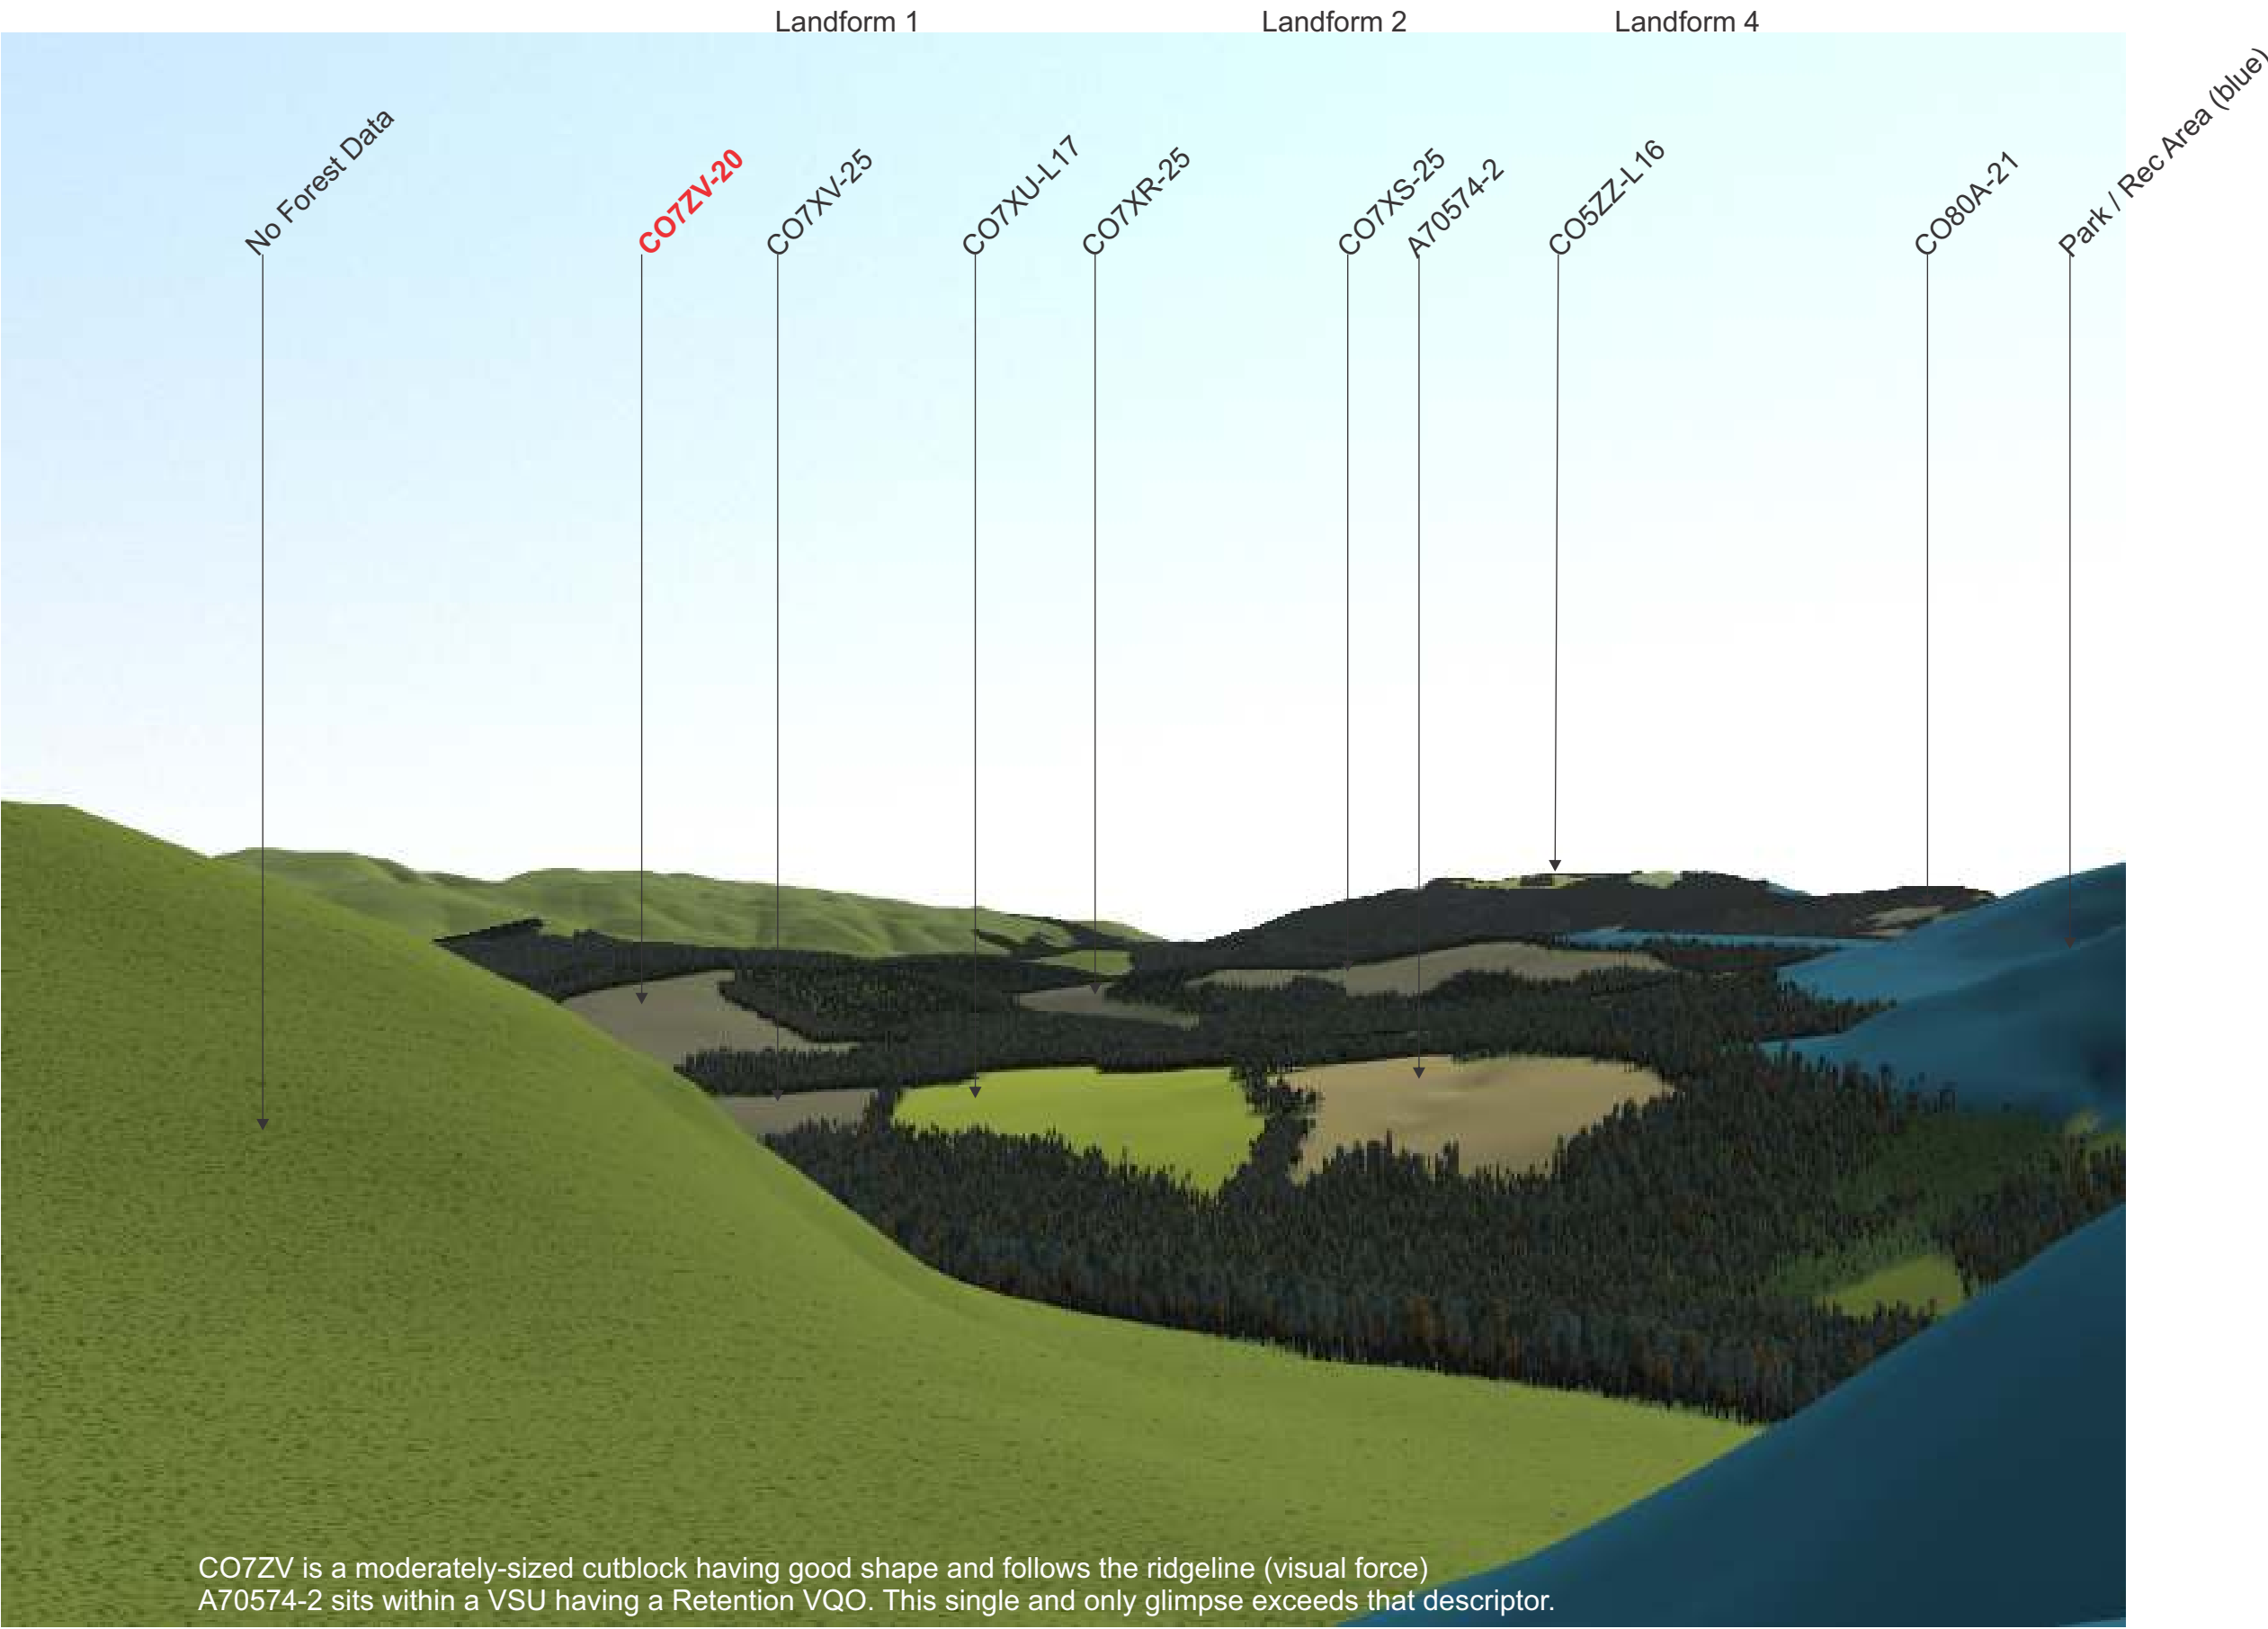 Landform 1
Landform 2
Landform 4
No Forest Data
CO7ZV-20
CO7XV-25
CO7XU-L17
CO7XR-25
CO7XS-25
A70574-2
CO5ZZ-L16
CO80A-21
Park / Rec Area (blue)
CO7ZV is a moderately-sized cutblock having good shape and follows the ridgeline (visual force)
A70574-2 sits within a VSU having a Retention VQO. This single and only glimpse exceeds that descriptor.